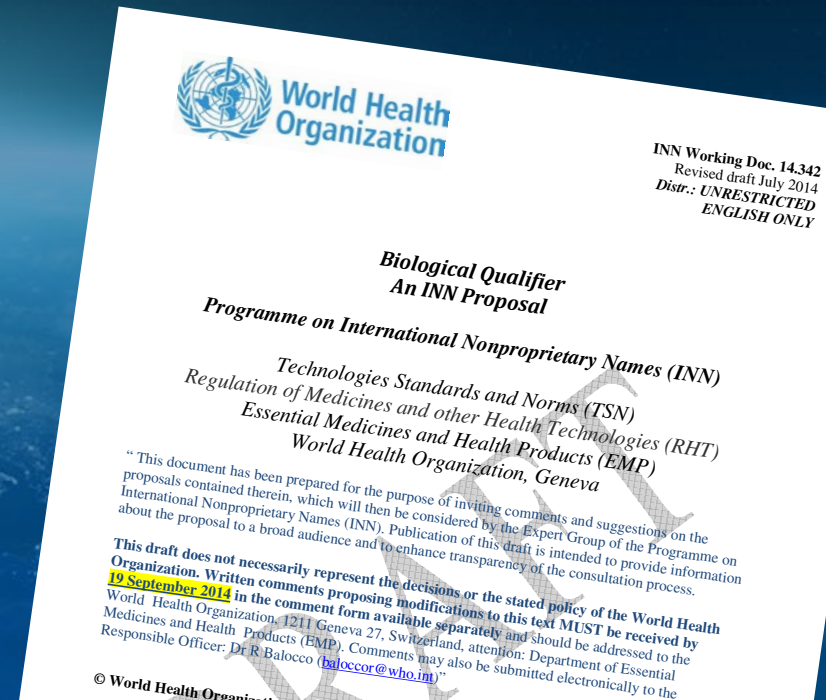 World Health
Organization
INN Working Doc. 14.342
Revised draft July 2014
Distr.: UNRESTRICTED
ENGLISH ONLY
Biological Qualifier
An INN Proposal
Programme on International Nonproprietary Names (INN)
Technologies Standards and Norms (TSN)
Regulation of Medicines and other Health Technologies (RHT)
Essential Medicines and Health Products (EMP)
World Health Organization, Geneva
“ This document has been prepared for the purpose of inviting comments and suggestions on the
proposals contained therein, which will then be considered by the Expert Group of the Programme on
International Nonproprietary Names (INN). Publication of this draft is intended to provide information
about the proposal to a broad audience and to enhance transparency of the consultation process.
This draft does not necessarily represent the decisions or the stated policy of the World Health
Organization. Written comments proposing modifications to this text MUST be received by
19 September 2014 in the comment form available separately and should be addressed to the
World Health Organization, 1211 Geneva 27, Switzerland, attention: Department of Essential
Medicines and Health Products (EMP). Comments may also be submitted electronically to the
Responsible Officer: Dr R Balocco (baloccor@who.int)”
© World Health
DRAFT